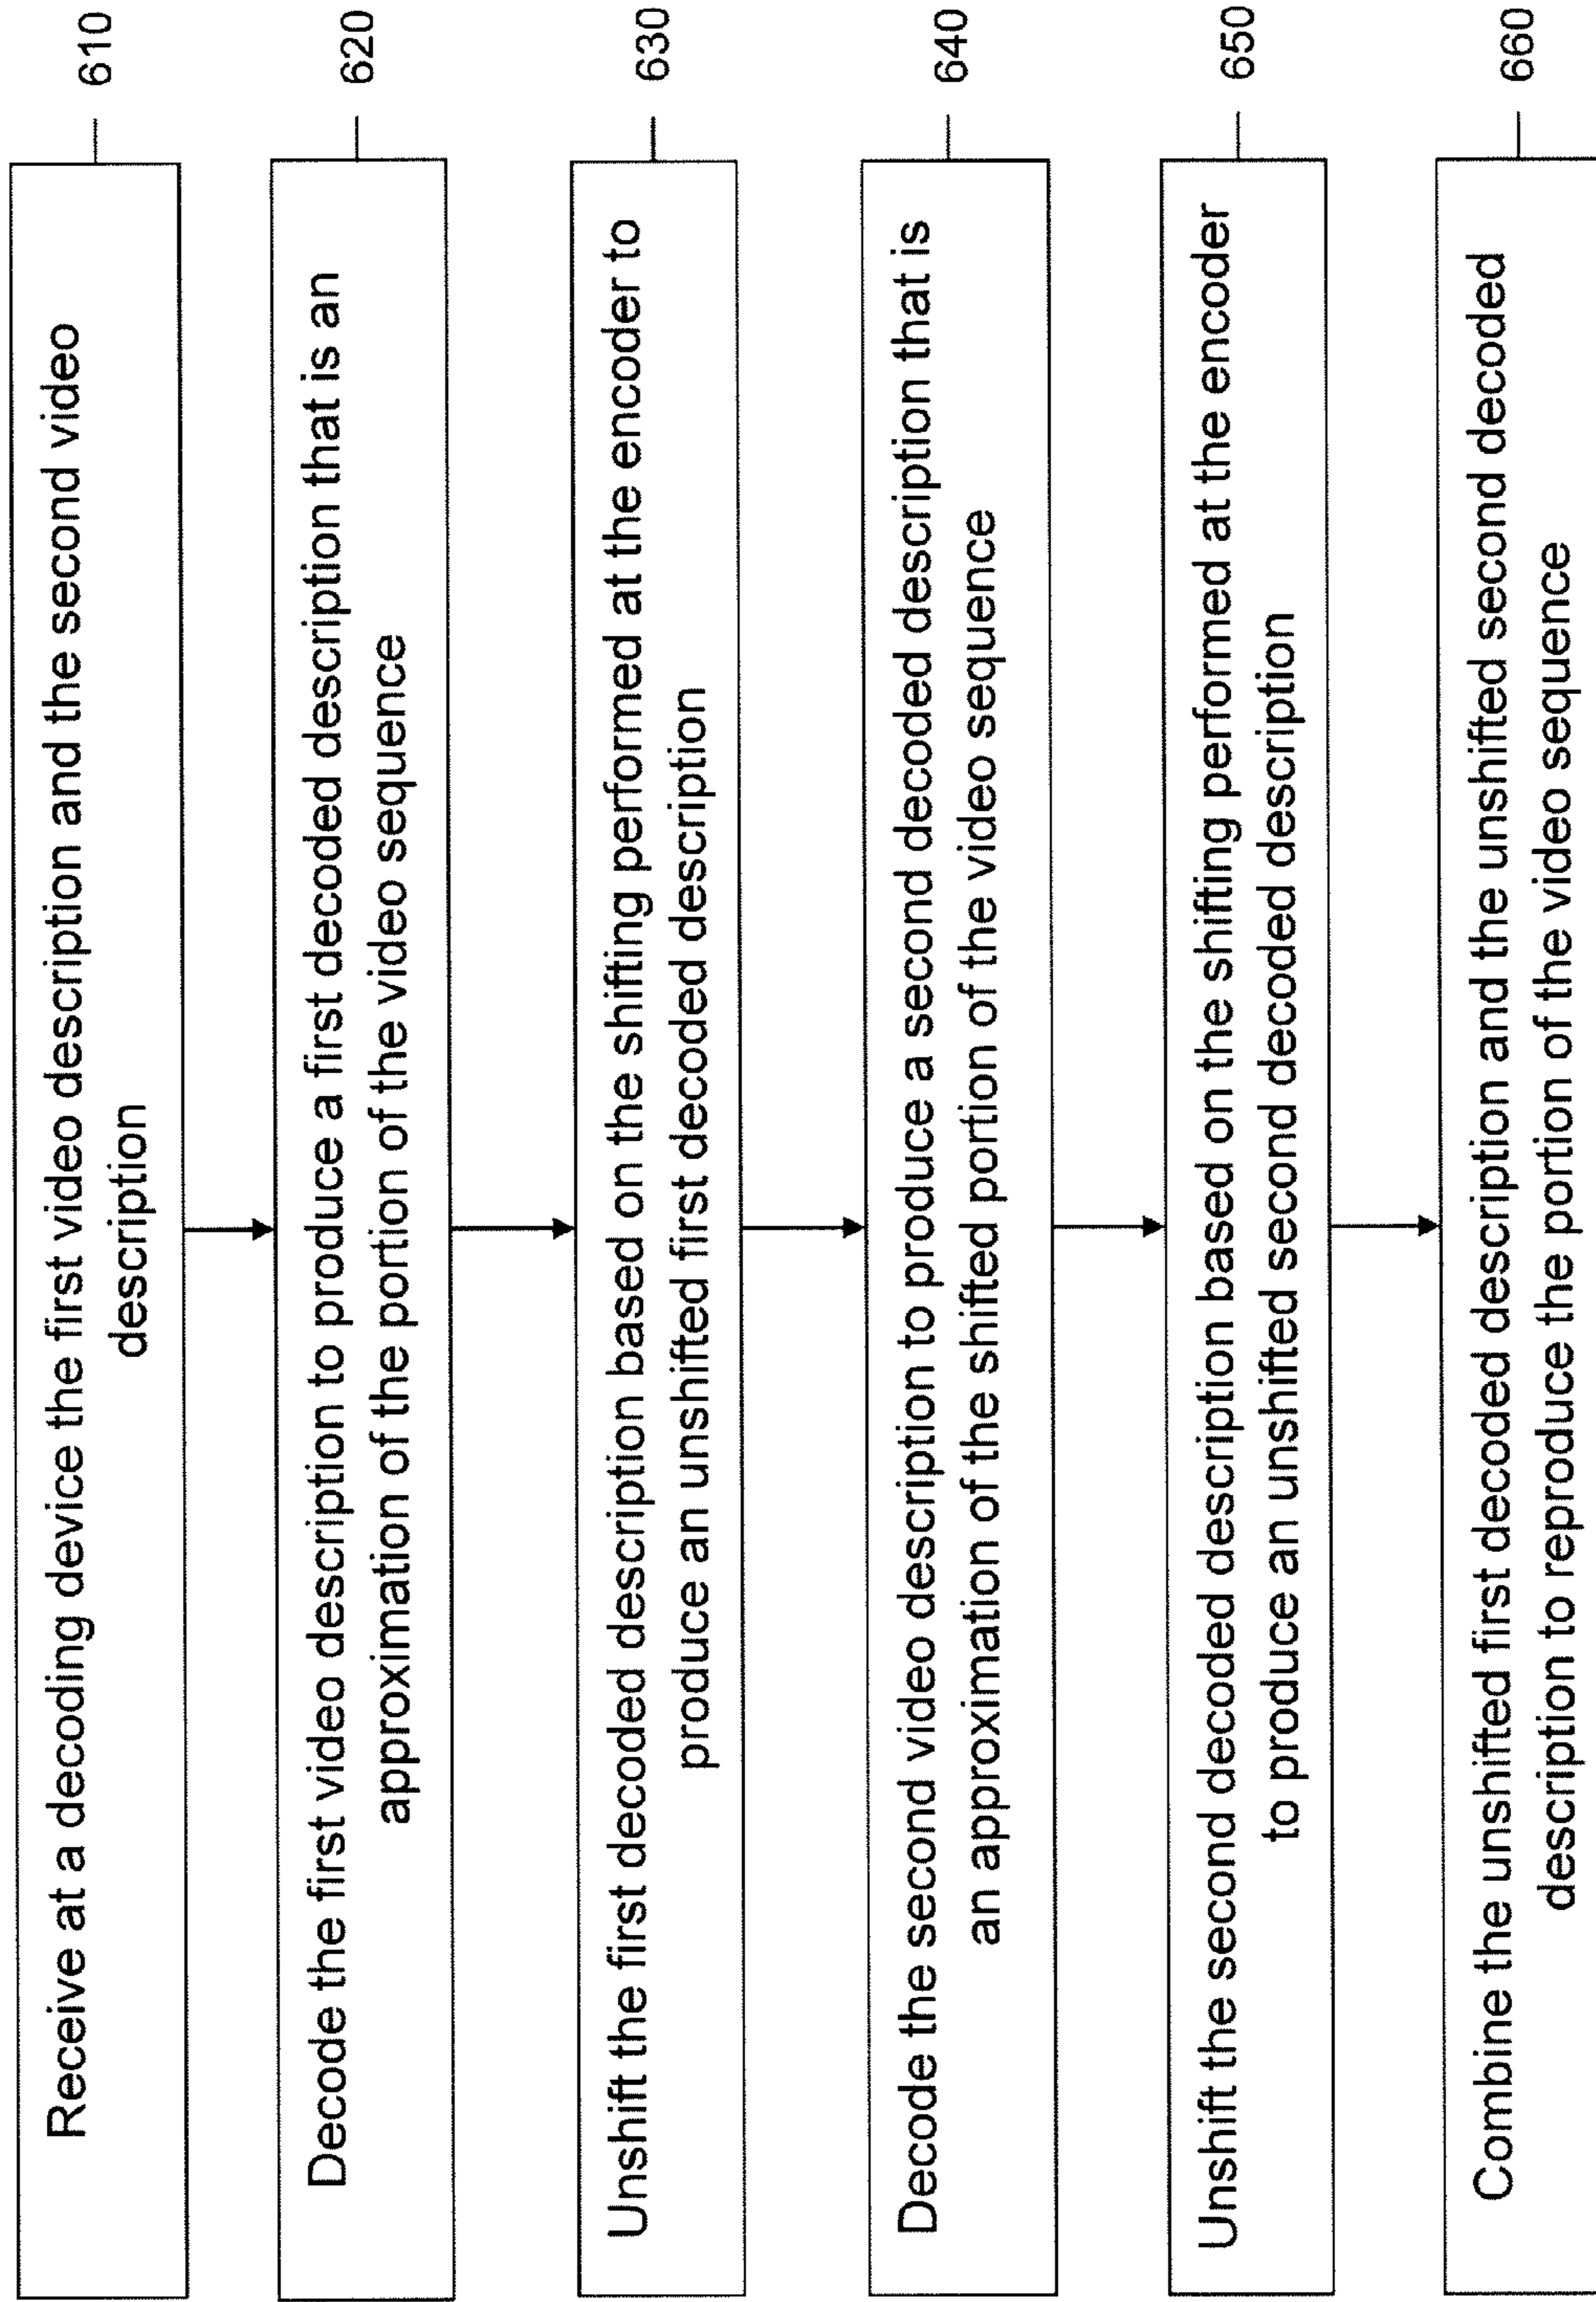 Receive at a decoding device the first video description and the second video
description
610
Decode the first video description to produce a first decoded description that is an
approximation of the portion of the video sequence
620
Unshift the first decoded description based on the shifting performed at the encoder to
produce an unshifted first decoded description
630
Decode the second video description to produce a second decoded description that is
an approximation of the shifted portion of the video sequence
640
Unshift the second decoded description based on the shifting performed at the encoder
to produce an unshifted second decoded description
650
Combine the unshifted first decoded description and the unshifted second decoded
description to reproduce the portion of the video sequence
660